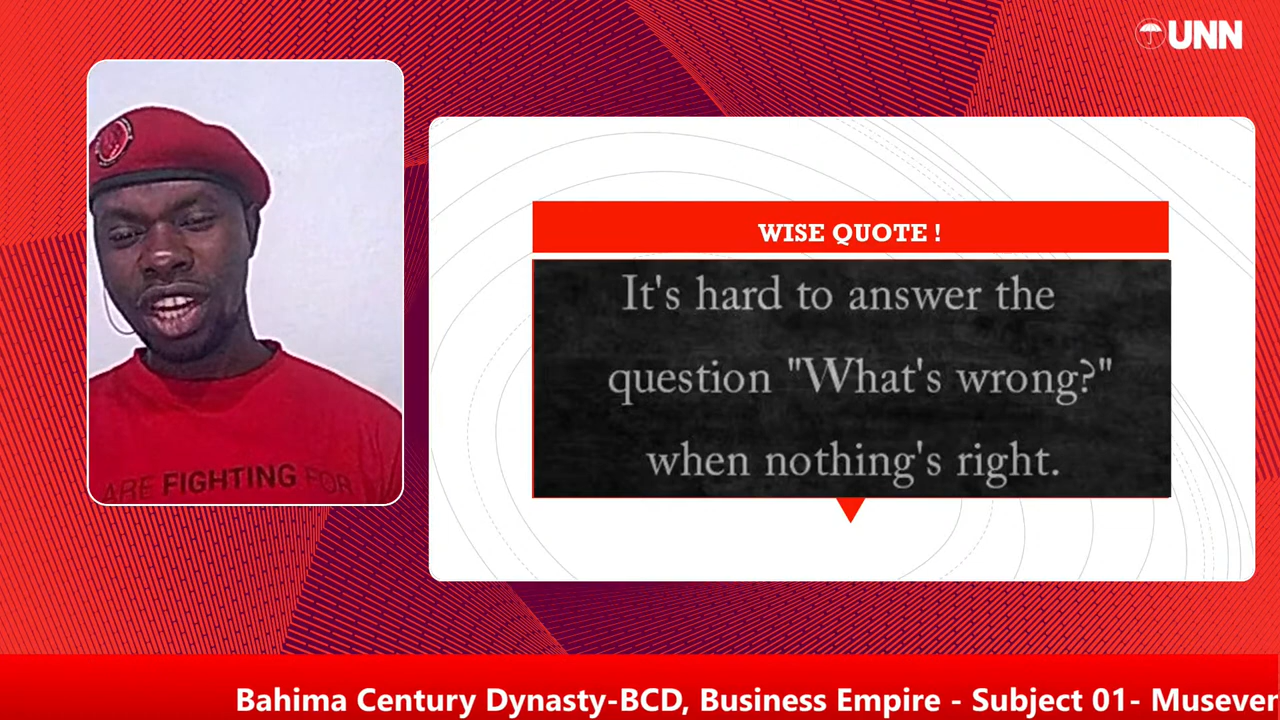 UNN
WISE QUOTE !
It's hard to answer the
question "What's wrong?"
when nothing's right.
ARE FIGHTING FOR
Bahima Century Dynasty-BCD, Business Empire - Subject 01- Museven